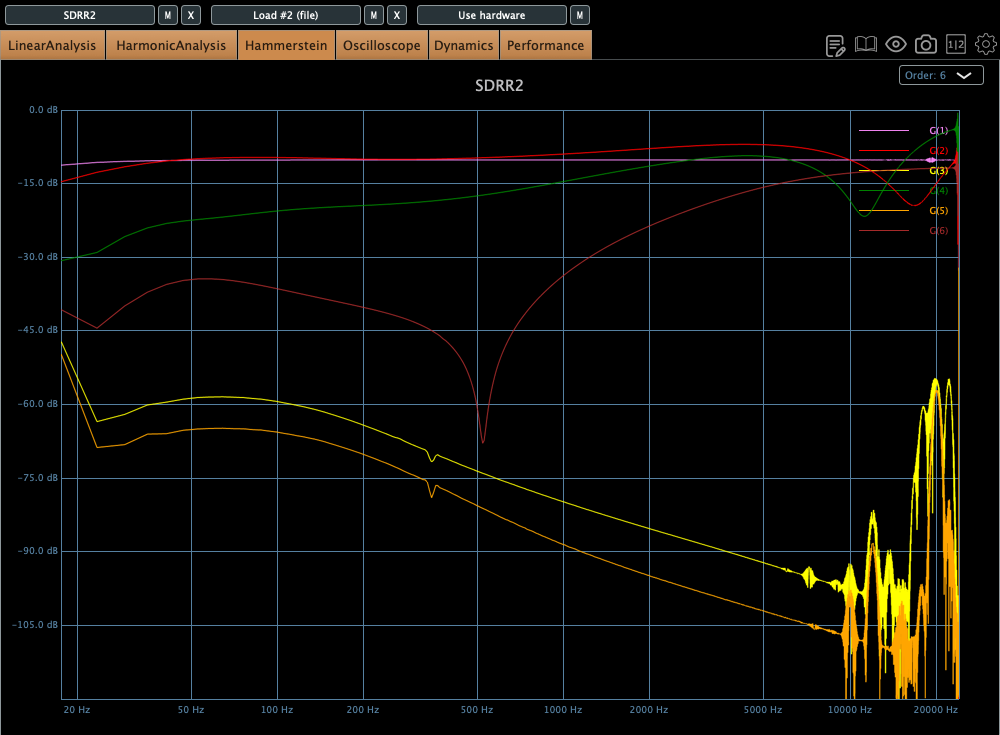 SDRR2 M X Load #2 (file) M X Use hardware M
LinearAnalysis HarmonicAnalysis Hammerstein Oscilloscope Dynamics Performance
1|2
Order: 6
SDRR2
0.0 dB
G(1)
G(2)
G(3)
-15.0 dB
G(4)
G(5)
G(6)
-30.0 dB
-45.0 dB
-60.0 dB
-75.0 dB
-90.0 dB
-105.0 dB
20 Hz 50 Hz 100 Hz 200 Hz 500 Hz 1000 Hz 2000 Hz 5000 Hz 10000 Hz 20000 Hz